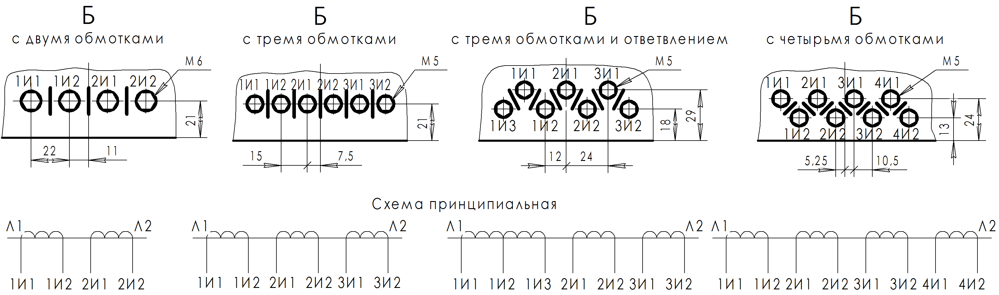 Б
с двумя обмотками
М6
1И1 1И2 2И1 2И2
21
22 11
Б
с тремя обмотками
М5
1И1 1И2 2И1 2И2 3И1 3И2
21
15 7,5
Б
с тремя обмотками и ответвлением
М5
1И1 2И1 3И1
1И3 1И2 2И2 3И2
18 29
12 24
Б
с четырьмя обмотками
М5
1И1 2И1 3И1 4И1
1И2 2И2 3И2 4И2
13 24
5,25 10,5
Схема принципиальная
Л1 Л2
1И1 1И2 2И1 2И2
Л1 Л2
1И1 1И2 2И1 2И2 3И1 3И2
Л1 Л2
1И1 1И2 1И3 2И1 2И2 3И1 3И2
Л1 Л2
1И1 1И2 2И1 2И2 3И1 3И2 4И1 4И2